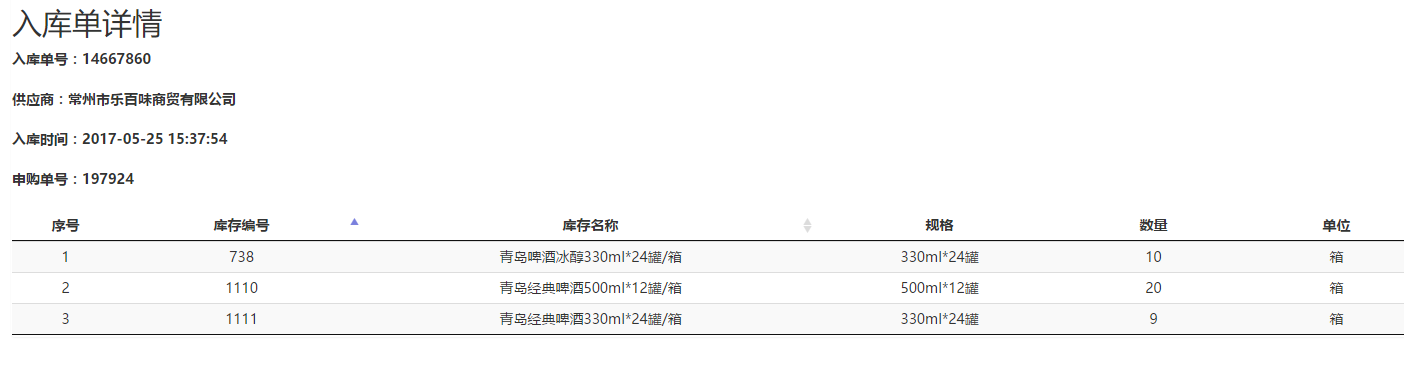 入库单详情
入库单号：14667860
供应商：常州市乐百味商贸有限公司
入库时间：2017-05-25 15:37:54
申购单号：197924
序号 库存编号 库存名称 规格 数量 单位
1 738 青岛啤酒冰醇330ml*24罐/箱 330ml*24罐 10 箱
2 1110 青岛经典啤酒500ml*12罐/箱 500ml*12罐 20 箱
3 1111 青岛经典啤酒330ml*24罐/箱 330ml*24罐 9 箱